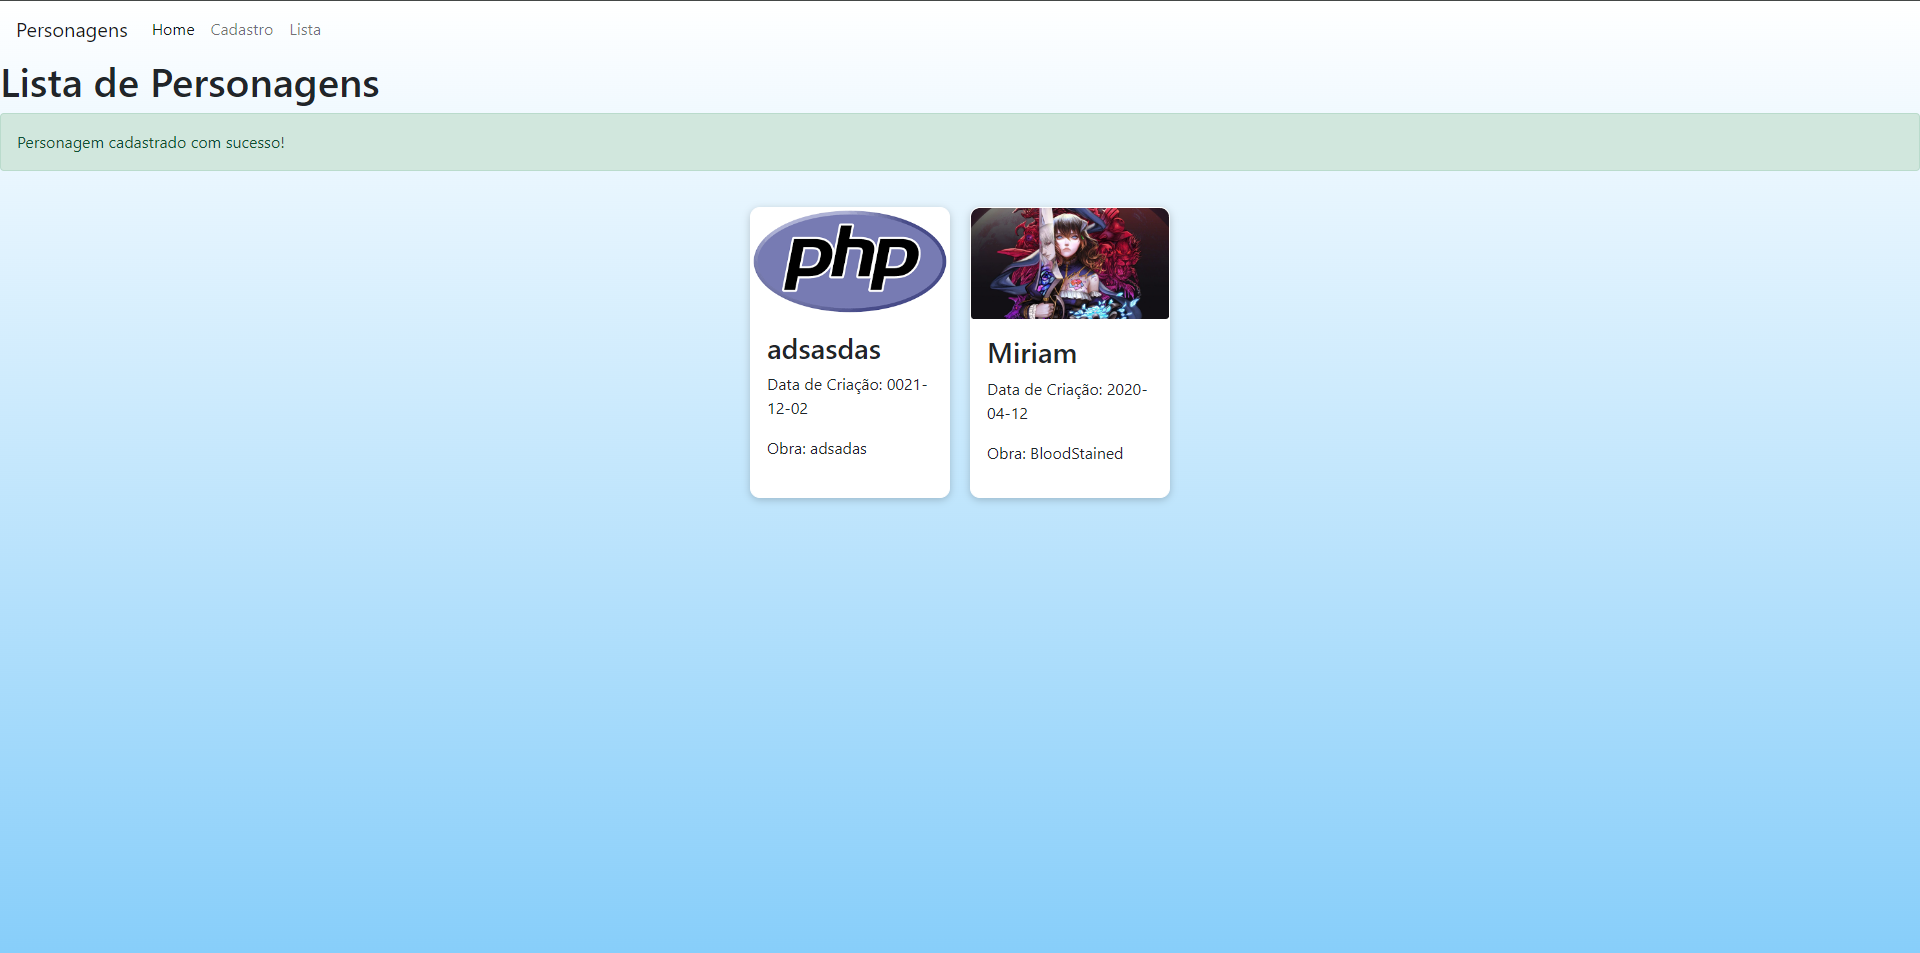 Personagens Home Cadastro Lista
Lista de Personagens
Personagem cadastrado com sucesso!
php
adsasdas
Data de Criação: 0021-
12-02
Obra: adsadas
Miriam
Data de Criação: 2020-
04-12
Obra: BloodStained